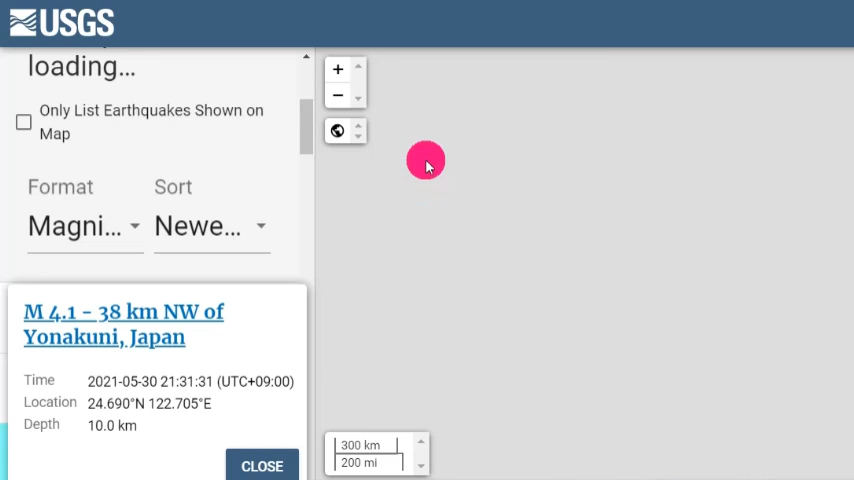 USGS
loading...
Only List Earthquakes Shown on
Map
Format Sort
Magni... Newe...
M 4.1 - 38 km NW of
Yonakuni, Japan
Time 2021-05-30 21:31:31 (UTC+09:00)
Location 24.690°N 122.705°E
Depth 10.0 km
CLOSE
+
−
300 km
200 mi